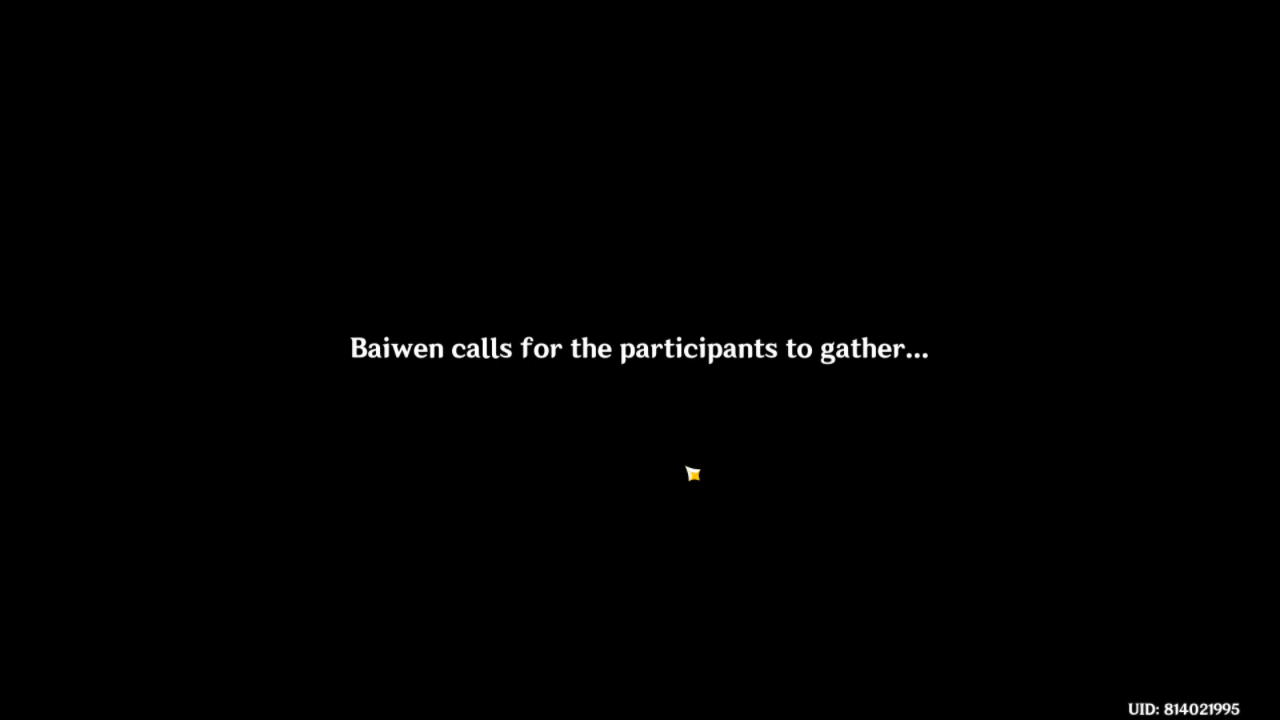 Baiwen calls for the participants to gather...
UID: 814021995